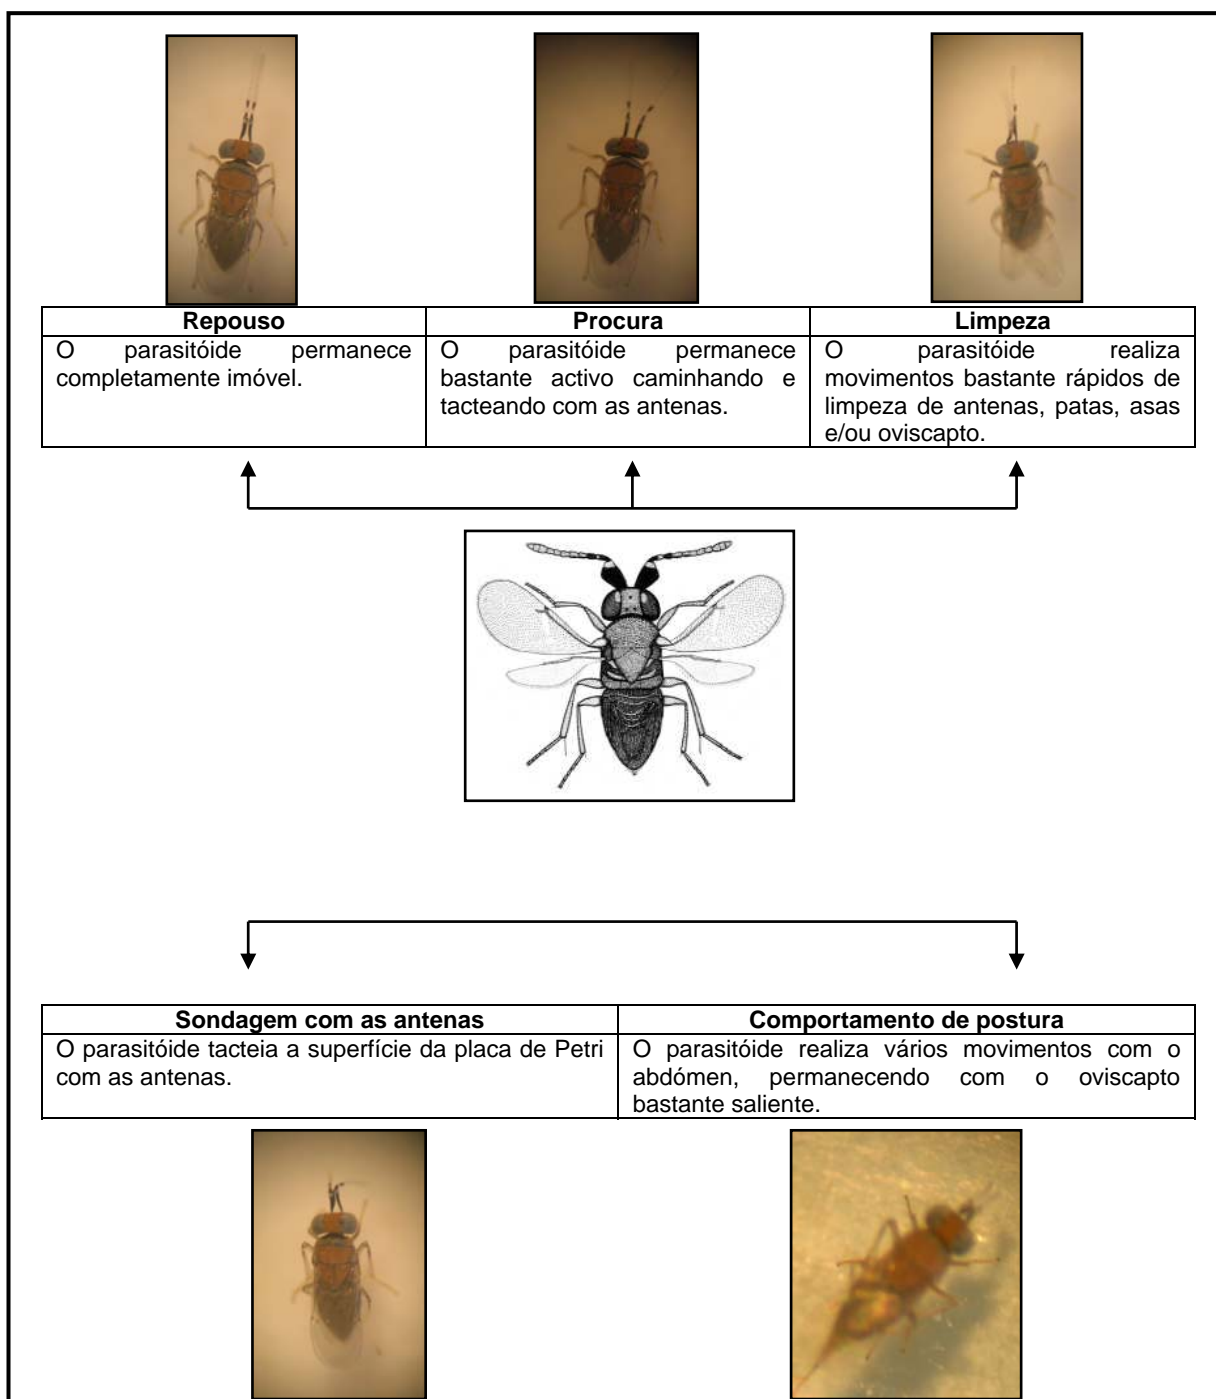 Repouso
Procura
Limpeza
O parasitóide permanece
completamente imóvel.
O parasitóide permanece
bastante activo caminhando e
tacteando com as antenas.
O parasitóide realiza
movimentos bastante rápidos de
limpeza de antenas, patas, asas
e/ou oviscapto.
Sondagem com as antenas
Comportamento de postura
O parasitóide tacteia a superfície da placa de Petri
com as antenas.
O parasitóide realiza vários movimentos com o
abdómen, permanecendo com o oviscapto
bastante saliente.